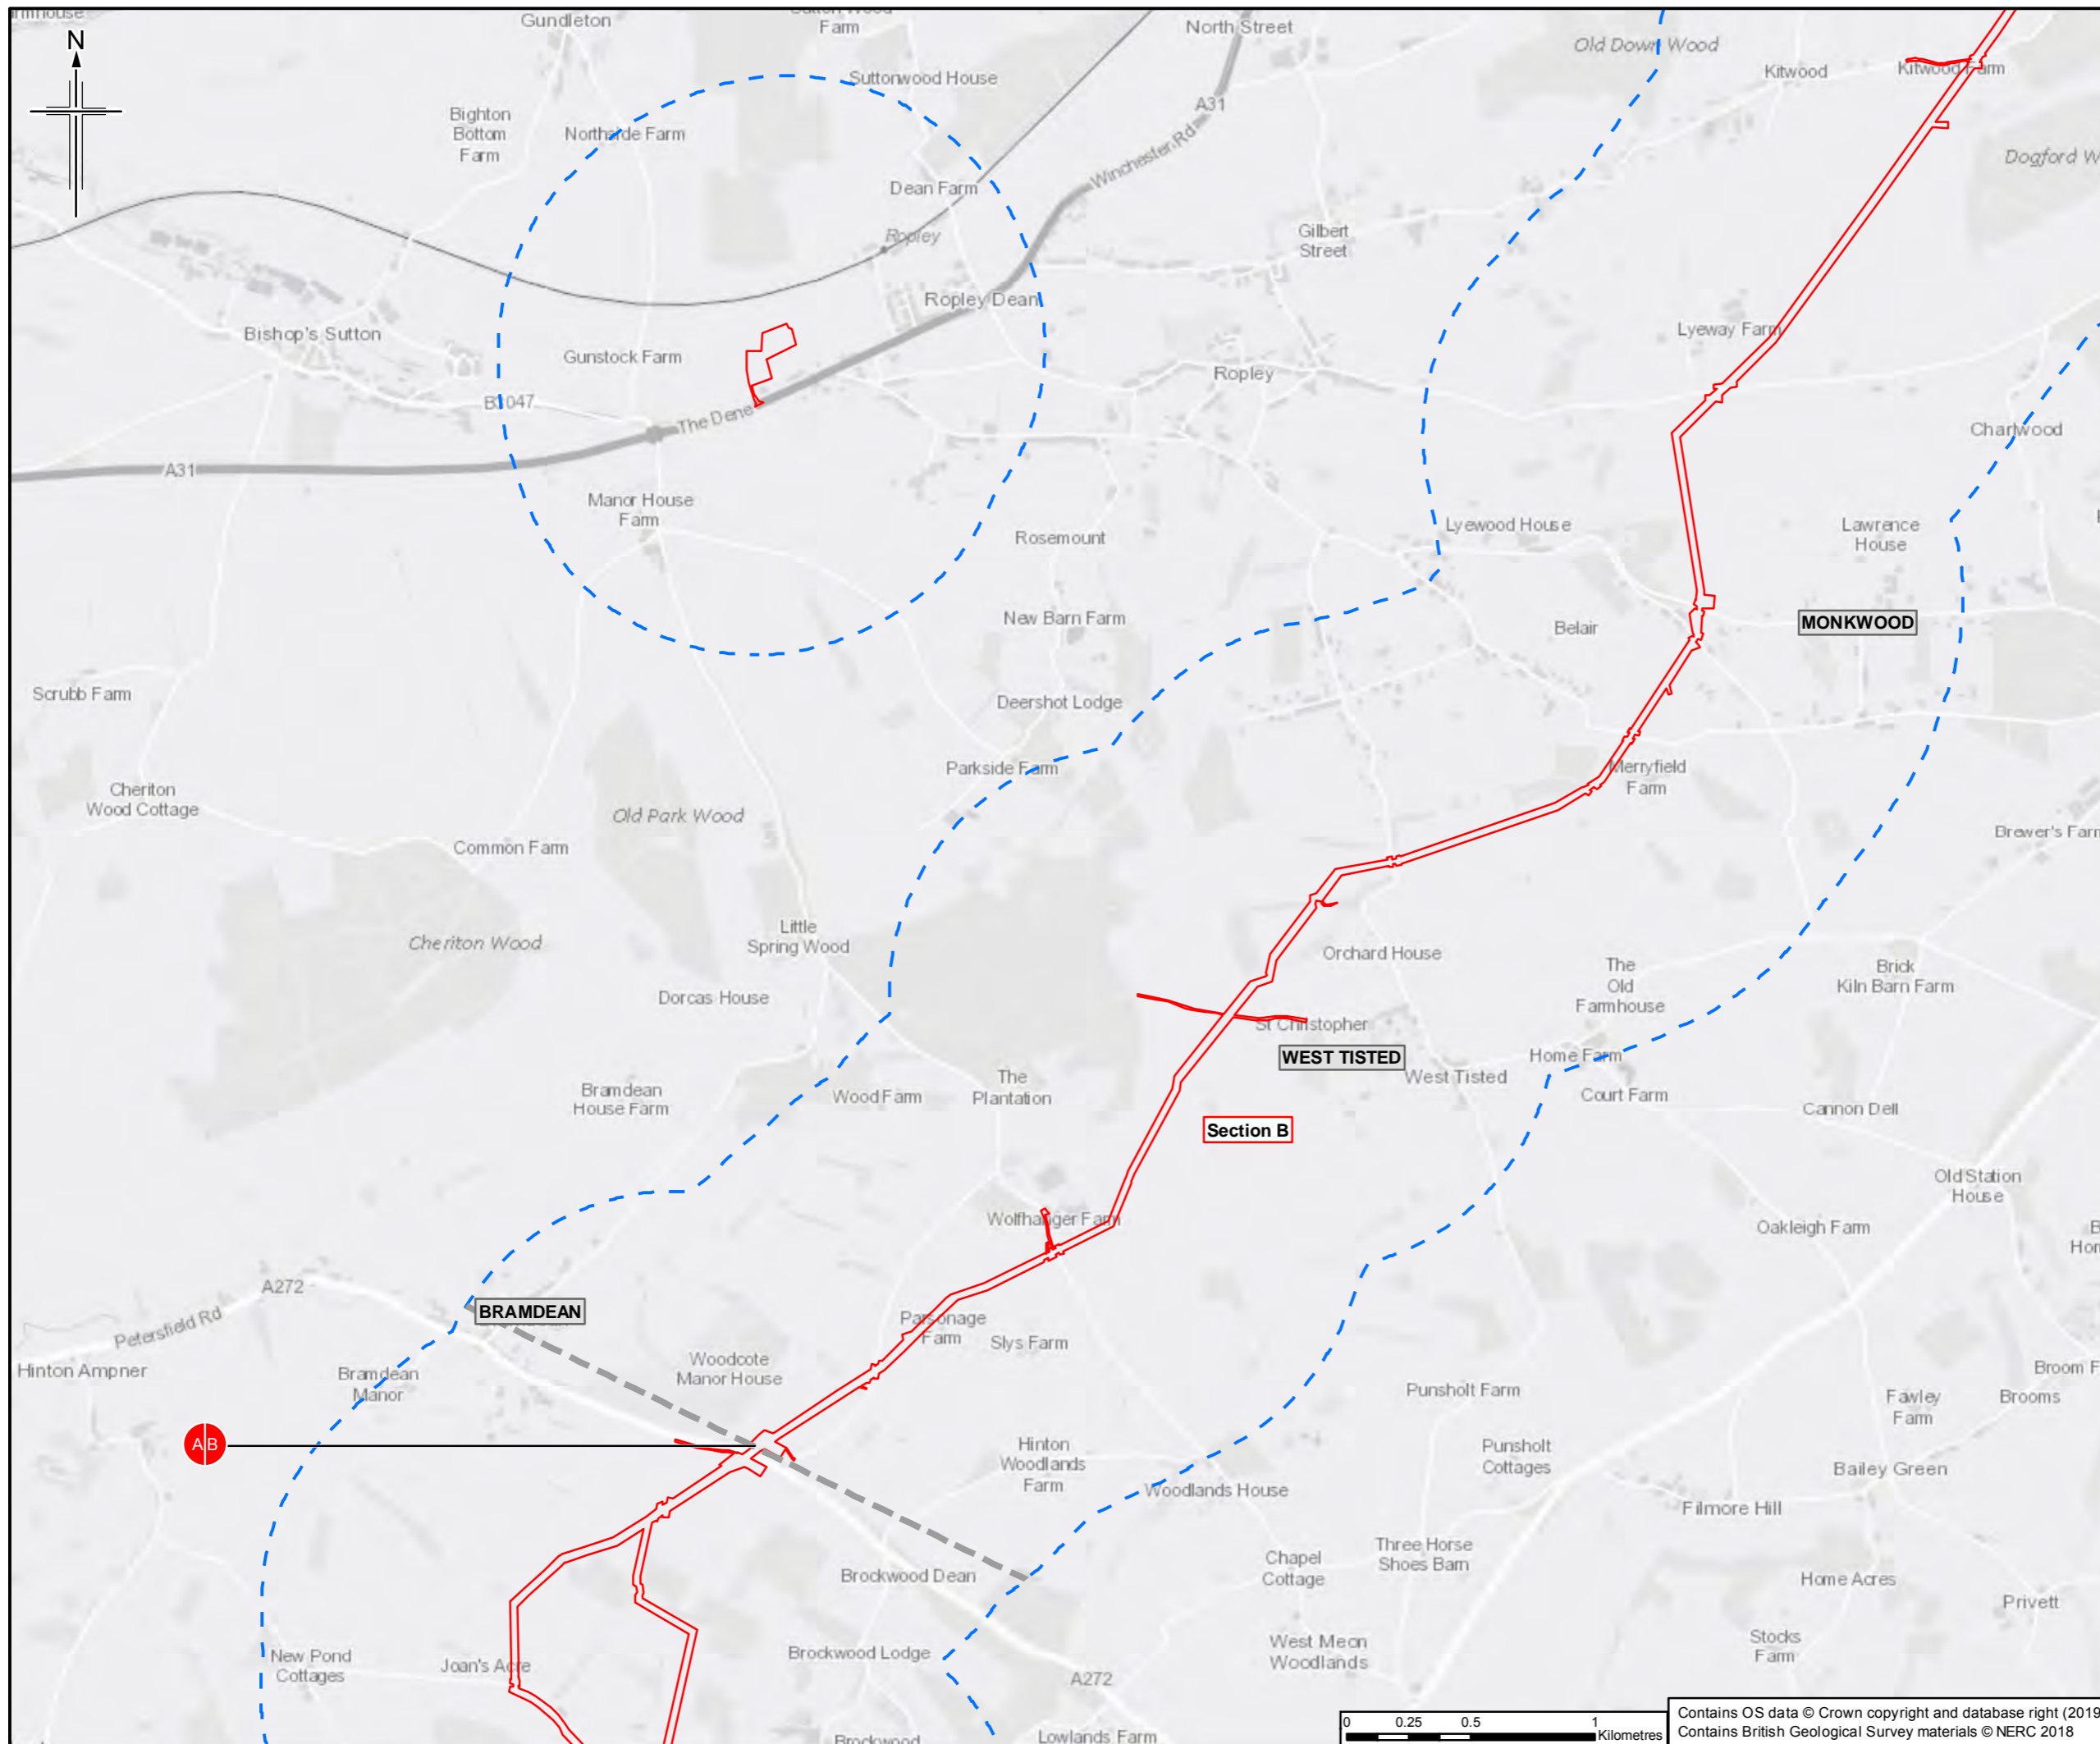 Gundleton
Farm
North Street
Old Down Wood
N
Suttonwood House
Kitwood
Kitwood Farm
A31
Bighton
Bottom
Farm
Northside Farm
Winchester Rd
Dean Farm
Ropley
Gilbert
Street
Ropley Dean
Bishop's Sutton
Gunstock Farm
Lyeway Farm
Ropley
B3047
The Dene
Charlwood
A31
Manor House
Farm
Lyewood House
Lawrence
House
Rosemount
New Barn Farm
Belair
MONKWOOD
Scrubb Farm
Deershot Lodge
Parkside Farm
Merryfield
Farm
Cheriton
Wood Cottage
Old Park Wood
Common Farm
Brewer's Farm
Cheriton Wood
Little
Spring Wood
Orchard House
The
Old
Farmhouse
Brick
Kiln Barn Farm
Dorcas House
St Christopher
WEST TISTED
Home Farm
West Tisted
Bramdean
House Farm
Wood Farm
The
Plantation
Court Farm
Cannon Dell
Section B
Old Station
House
Wolfhanger Farm
Oakleigh Farm
A272
BRAMDEAN
Petersfield Rd
Parsonage
Farm
Slys Farm
Hinton Ampner
Bramdean
Manor
Woodcote
Manor House
Punsholt Farm
Broom F
Fawley
Farm
Brooms
A B
Hinton
Woodlands
Farm
Punsholt
Cottages
Bailey Green
Woodlands House
Filmore Hill
Brockwood Dean
Chapel
Cottage
Three Horse
Shoes Barn
Home Acres
Privett
New Pond
Cottages
Joan's Acre
Brockwood Lodge
West Meon
Woodlands
Stocks
Farm
A272
Brockwood
Lowlands Farm
0 0.25 0.5 1
Kilometres
Contains OS data © Crown copyright and database right (2019
Contains British Geological Survey materials © NERC 2018